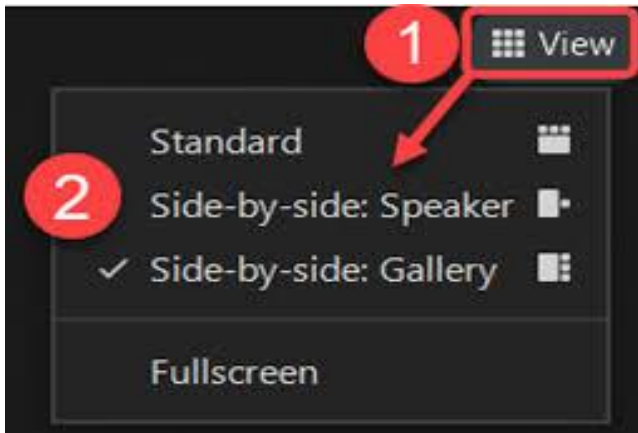 1
View
Standard
2
Side-by-side: Speaker
Side-by-side: Gallery
Fullscreen